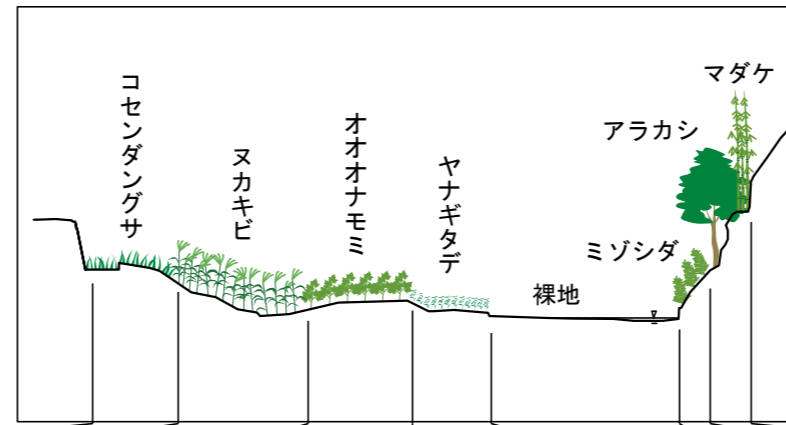 コセンダングサ
ヌカキビ
オオオナモミ
ヤナギタデ
裸地
ミゾシダ
アラカシ
マダケ